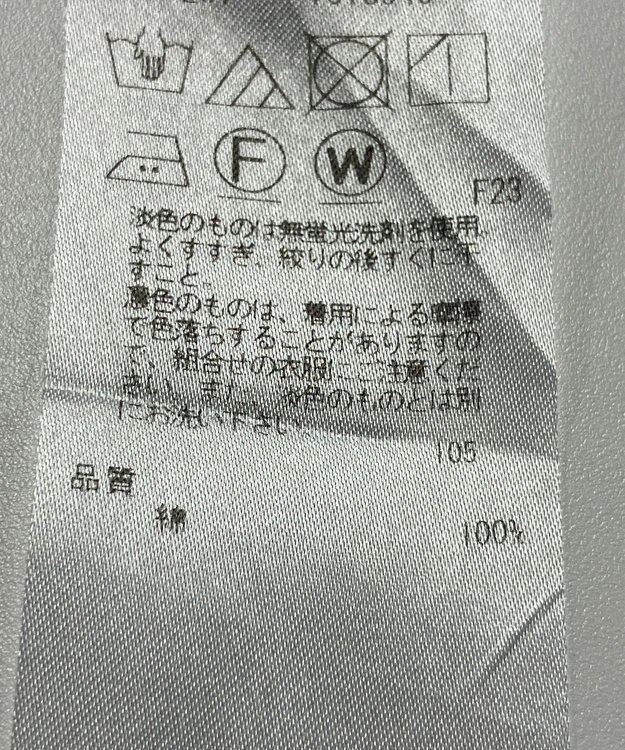 F
W
F23
淡色のものは無蛍光洗剤を使用、
よくすすぎ、絞りの後すぐに干
すこと。
濃色のものは、着用による摩擦
で色落ちすることがありますの
で、組合せの衣服にご注意くだ
さい。また、淡色のものとは別
にお洗い下さい。
105
品質
綿
100%